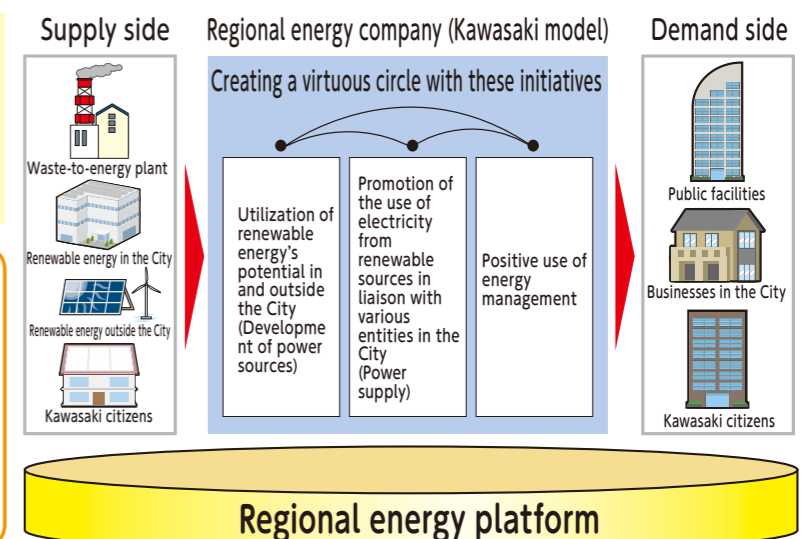 Supply side
Waste-to-energy plant
Renewable energy in the City
Renewable energy outside the City
Kawasaki citizens
Regional energy company (Kawasaki model)
Creating a virtuous circle with these initiatives
Utilization of
renewable
energy's
potential in
and outside
the City
(Developme
nt of power
sources)
Promotion of
the use of
electricity
from
renewable
sources in
liaison with
various
entities in the
City
(Power
supply)
Positive use of
energy
management
Demand side
Public facilities
Businesses in the City
Kawasaki citizens
Regional energy platform